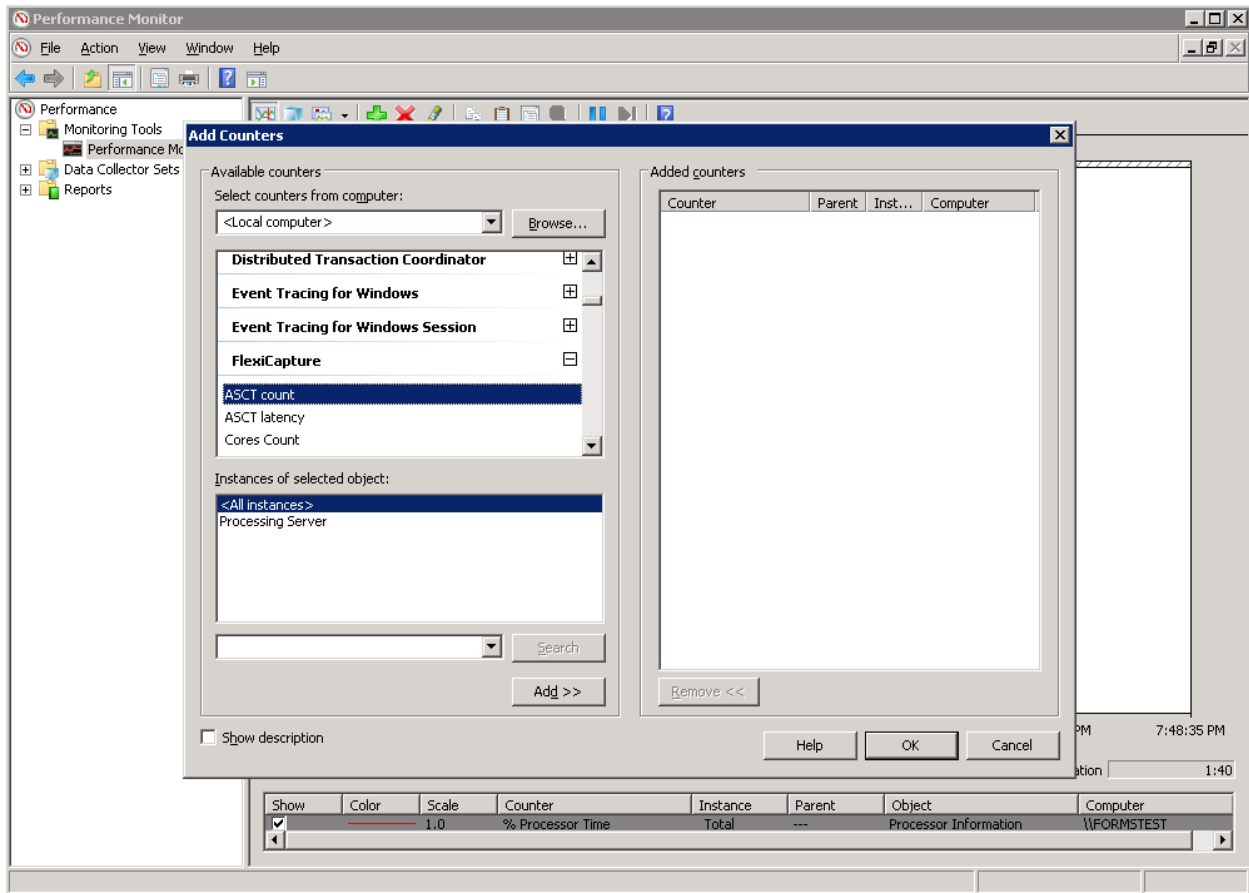 Performance Monitor
File Action View Window Help
Performance
Monitoring Tools
Performance Mo
Data Collector Sets
Reports
Add Counters
Available counters
Select counters from computer:
<Local computer>
Browse...
Distributed Transaction Coordinator
Event Tracing for Windows
Event Tracing for Windows Session
FlexiCapture
ASCT count
ASCT latency
Cores Count
Instances of selected object:
<All instances>
Processing Server
Search
Add >>
Show description
Added counters
Counter Parent Inst... Computer
Remove <<
Help OK Cancel
PM 7:48:35 PM
ation 1:40
Show Color Scale Counter Instance Parent Object Computer
1.0 % Processor Time _Total --- Processor Information \\FORMSTEST